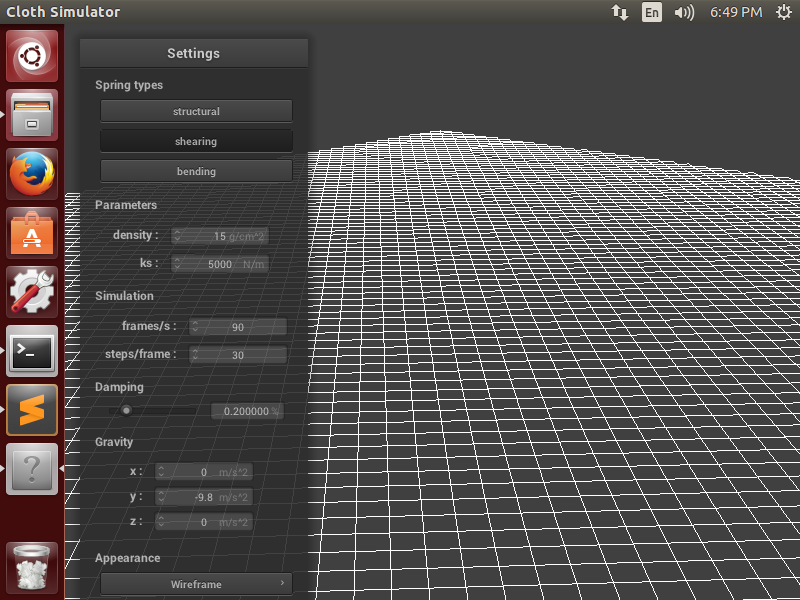 Cloth Simulator
En
6:49 PM
Settings
Spring types
structural
shearing
bending
Parameters
density : 15 g/cm^2
ks : 5000 N/m
Simulation
frames/s : 90
steps/frame : 30
Damping
0.200000 %
Gravity
x : 0 m/s^2
y : -9.8 m/s^2
z : 0 m/s^2
Appearance
Wireframe